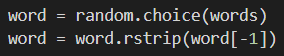 word = random.choice(words)
word = word.rstrip(word[-1])